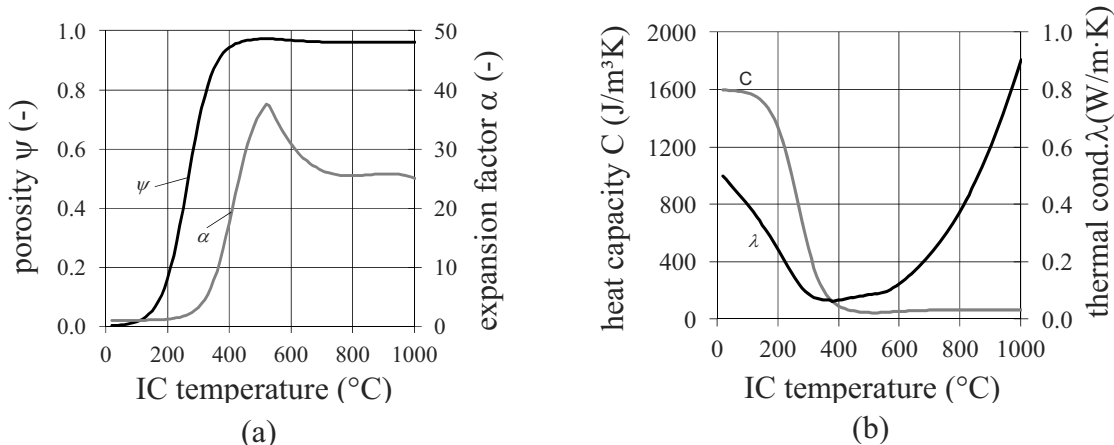 1.0
0.8
0.6
0.4
0.2
0.0
porosity ψ (-)
50
40
30
20
10
0
expansion factor α (-)
ψ
α
0 200 400 600 800 1000
IC temperature (°C)
(a)
2000
1600
1200
800
400
0
heat capacity C (J/m³K)
1.0
0.8
0.6
0.4
0.2
0.0
thermal cond.λ(W/m·K)
C
λ
0 200 400 600 800 1000
IC temperature (°C)
(b)